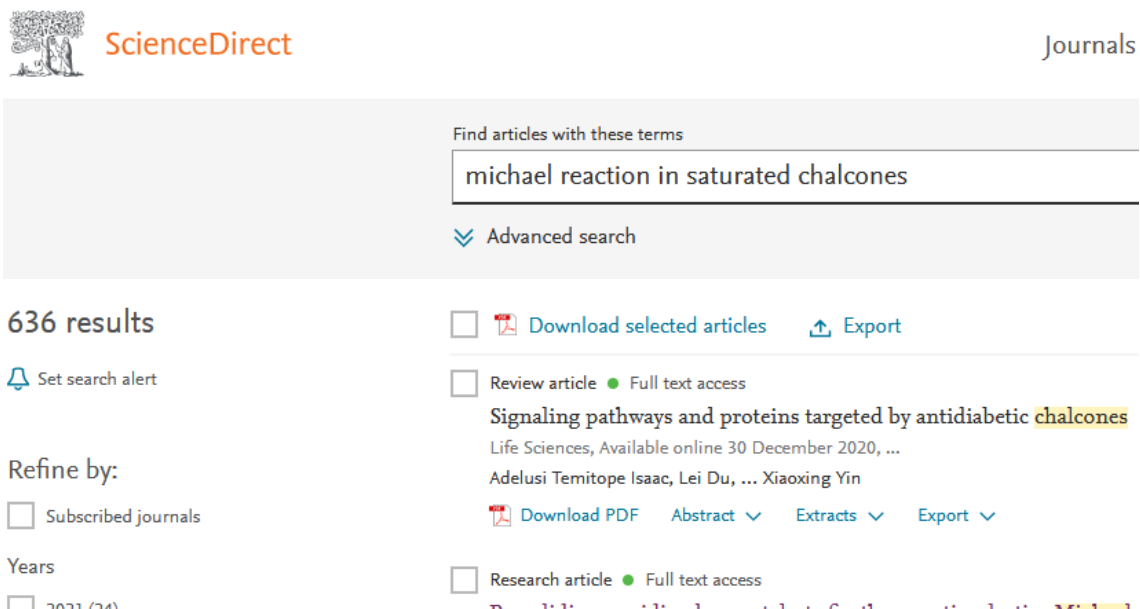 ScienceDirect
Journals
Find articles with these terms
michael reaction in saturated chalcones
Advanced search
636 results
Set search alert
Refine by:
Subscribed journals
Years
2021 (24)
Download selected articles
Export
Review article
Full text access
Signaling pathways and proteins targeted by antidiabetic chalcones
Life Sciences, Available online 30 December 2020, ...
Adelusi Temitope Isaac, Lei Du, ... Xiaoxing Yin
Download PDF
Abstract
Extracts
Export
Research article
Full text access